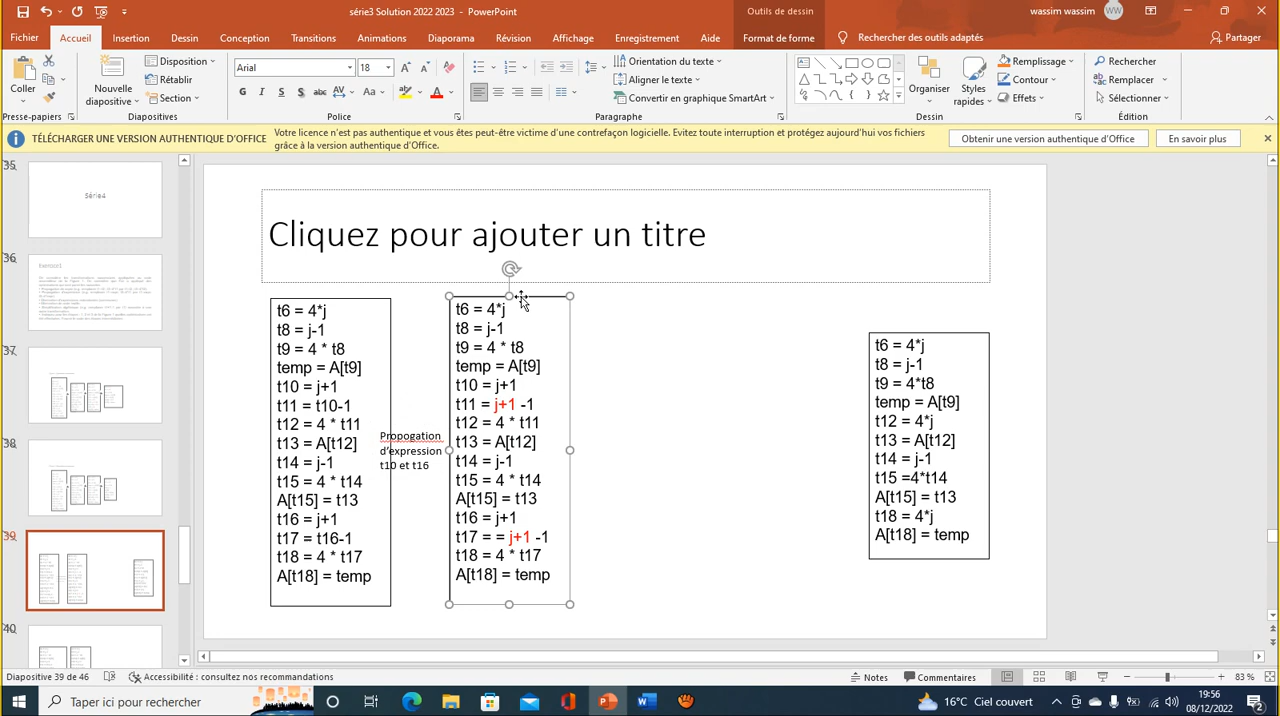 série3 Solution 2022 2023 - PowerPoint
Outils de dessin
wassim wassim
WW
Fichier Accueil Insertion Dessin Conception Transitions Animations Diaporama Révision Affichage Enregistrement Aide Format de forme Rechercher des outils adaptés Partager
Coller
Presse-papiers
Nouvelle
diapositive
Disposition
Rétablir
Section
Diapositives
Arial 18
G I S S abc AV Aa
Police
Orientation du texte
Aligner le texte
Convertir en graphique SmartArt
Paragraphe
Organiser
Styles
rapides
Remplissage
Contour
Effets
Dessin
Rechercher
Remplacer
Sélectionner
Édition
TÉLÉCHARGER UNE VERSION AUTHENTIQUE D'OFFICE
Votre licence n'est pas authentique et vous êtes peut-être victime d'une contrefaçon logicielle. Evitez toute interruption et protégez aujourd'hui vos fichiers
grâce à la version authentique d'Office.
Obtenir une version authentique d'Office
En savoir plus
35
Série4
36
Exercice1
37
38
39
40
Cliquez pour ajouter un titre
t6 = 4*j
t8 = j-1
t9 = 4 * t8
temp = A[t9]
t10 = j+1
t11 = t10-1
t12 = 4 * t11
t13 = A[t12]
t14 = j-1
t15 = 4 * t14
A[t15] = t13
t16 = j+1
t17 = t16-1
t18 = 4 * t17
A[t18] = temp
Propogation
d'expression
t10 et t16
t6 = 4*j
t8 = j-1
t9 = 4 * t8
temp = A[t9]
t10 = j+1
t11 = j+1 -1
t12 = 4 * t11
t13 = A[t12]
t14 = j-1
t15 = 4 * t14
A[t15] = t13
t16 = j+1
t17 = = j+1 -1
t18 = 4 * t17
A[t18] = temp
t6 = 4*j
t8 = j-1
t9 = 4*t8
temp = A[t9]
t12 = 4*j
t13 = A[t12]
t14 = j-1
t15 =4*t14
A[t15] = t13
t18 = 4*j
A[t18] = temp
Diapositive 39 de 46
Accessibilité : consultez nos recommandations
Notes
Commentaires
83 %
Taper ici pour rechercher
16°C Ciel couvert
19:56
08/12/2022
2